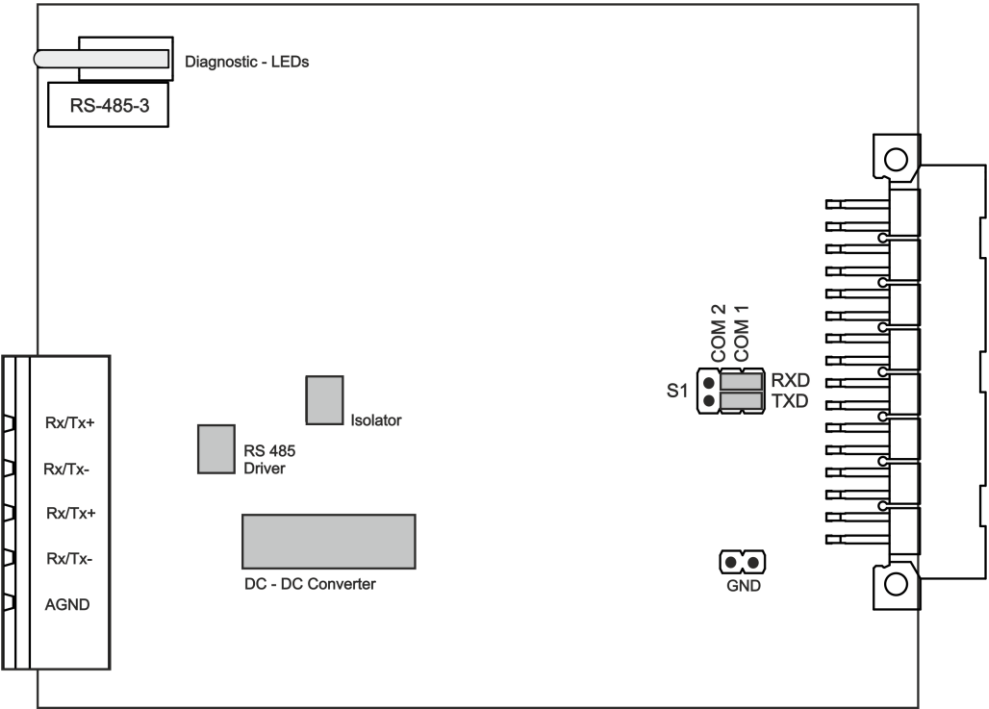 Diagnostic - LEDs
RS-485-3
COM 2
COM 1
S1
RXD
TXD
Isolator
RS 485
Driver
DC - DC Converter
GND
Rx/Tx+
Rx/Tx-
Rx/Tx+
Rx/Tx-
AGND